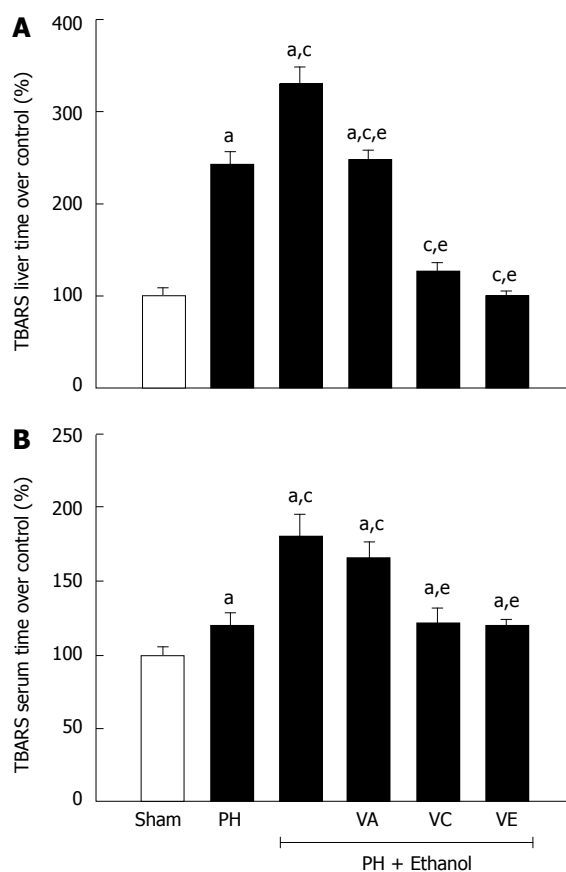 A
TBARS liver time over control (%)
400
300
200
100
0
a
a,c
a,c,e
c,e
c,e
B
TBARS serum time over control (%)
250
200
150
100
50
0
a
a,c
a,c
a,e
a,e
Sham PH VA VC VE
PH + Ethanol